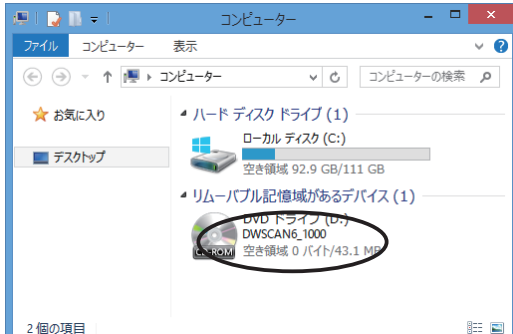 コンピューター
ファイル コンピューター 表示
コンピューター コンピューターの検索
お気に入り
デスクトップ
ハード ディスク ドライブ (1)
ローカル ディスク (C:)
空き領域 92.9 GB/111 GB
リムーバブル記憶域があるデバイス (1)
DVD ドライブ (D:)
DWSCAN6_1000
CD-ROM
空き領域 0 バイト/43.1 MB
2 個の項目